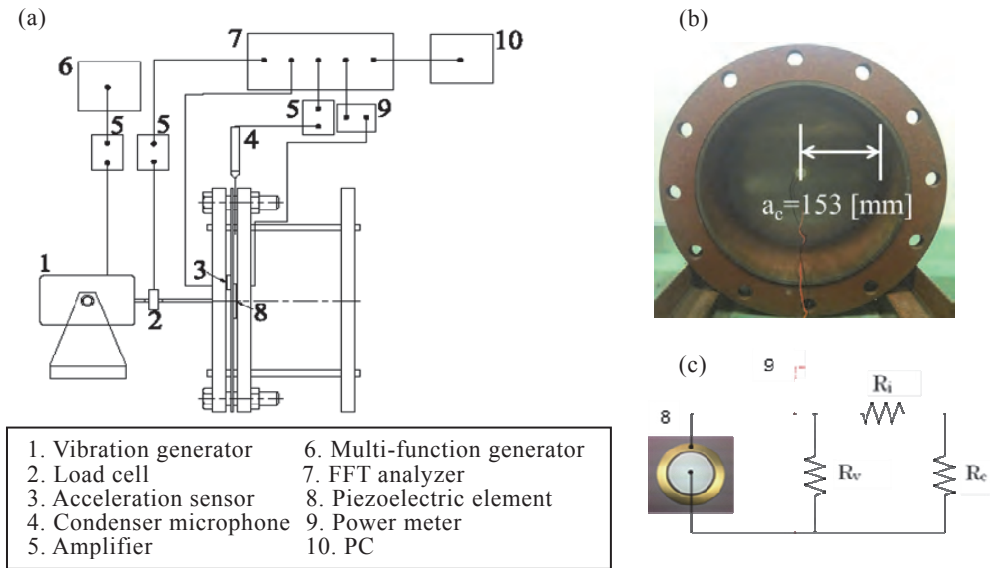 (a)
7
10
6
5
5
5
9
4
1
3
2
8
1. Vibration generator
2. Load cell
3. Acceleration sensor
4. Condenser microphone
5. Amplifier
6. Multi-function generator
7. FFT analyzer
8. Piezoelectric element
9. Power meter
10. PC
(b)
a_c=153 [mm]
(c)
9
R_i
8
R_v
R_c